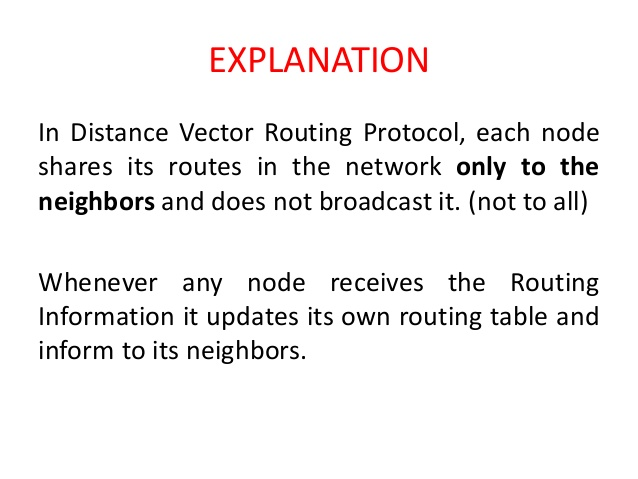 EXPLANATION
In Distance Vector Routing Protocol, each node
shares its routes in the network only to the
neighbors and does not broadcast it. (not to all)
Whenever any node receives the Routing
Information it updates its own routing table and
inform to its neighbors.